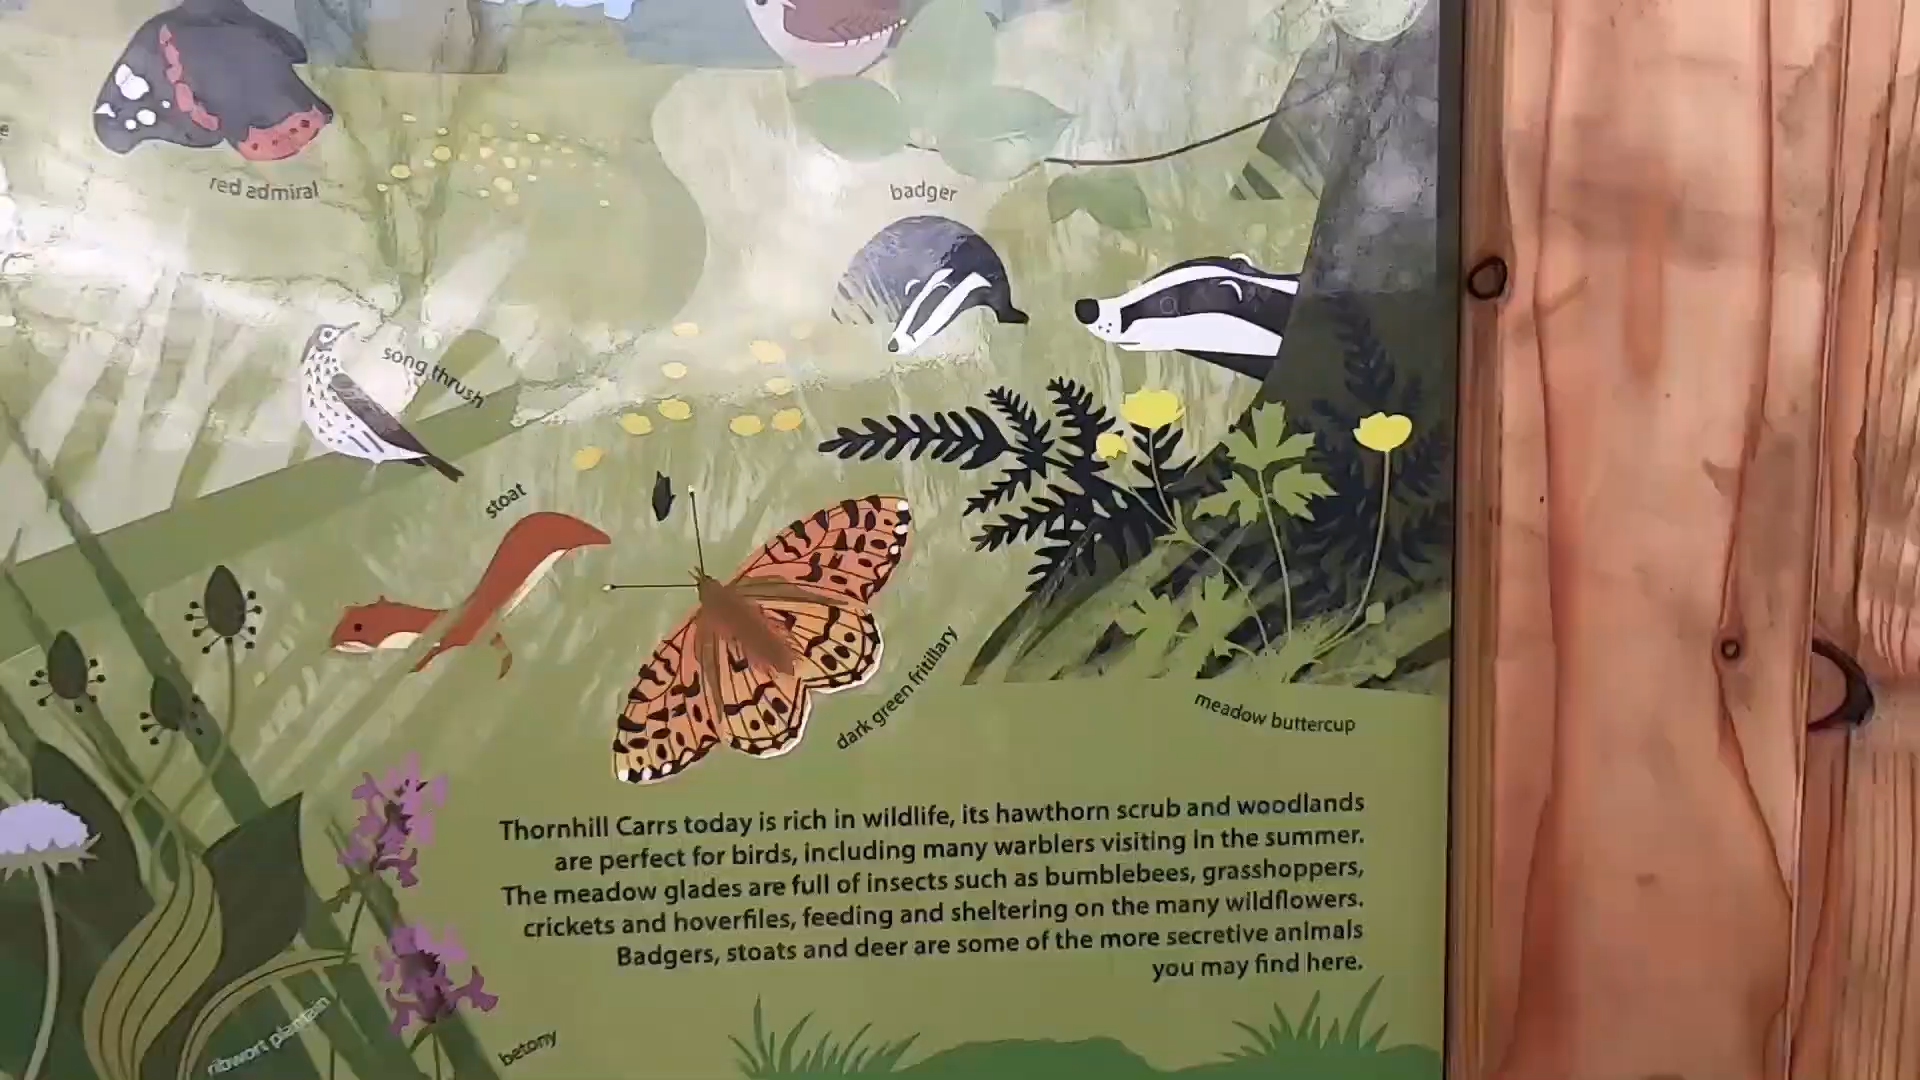 red admiral
badger
song thrush
stoat
dark green fritillary
meadow buttercup
Thornhill Carrs today is rich in wildlife, its hawthorn scrub and woodlands
are perfect for birds, including many warblers visiting in the summer.
The meadow glades are full of insects such as bumblebees, grasshoppers,
crickets and hoverflies, feeding and sheltering on the many wildflowers.
Badgers, stoats and deer are some of the more secretive animals
you may find here.
ribwort plantain
betony